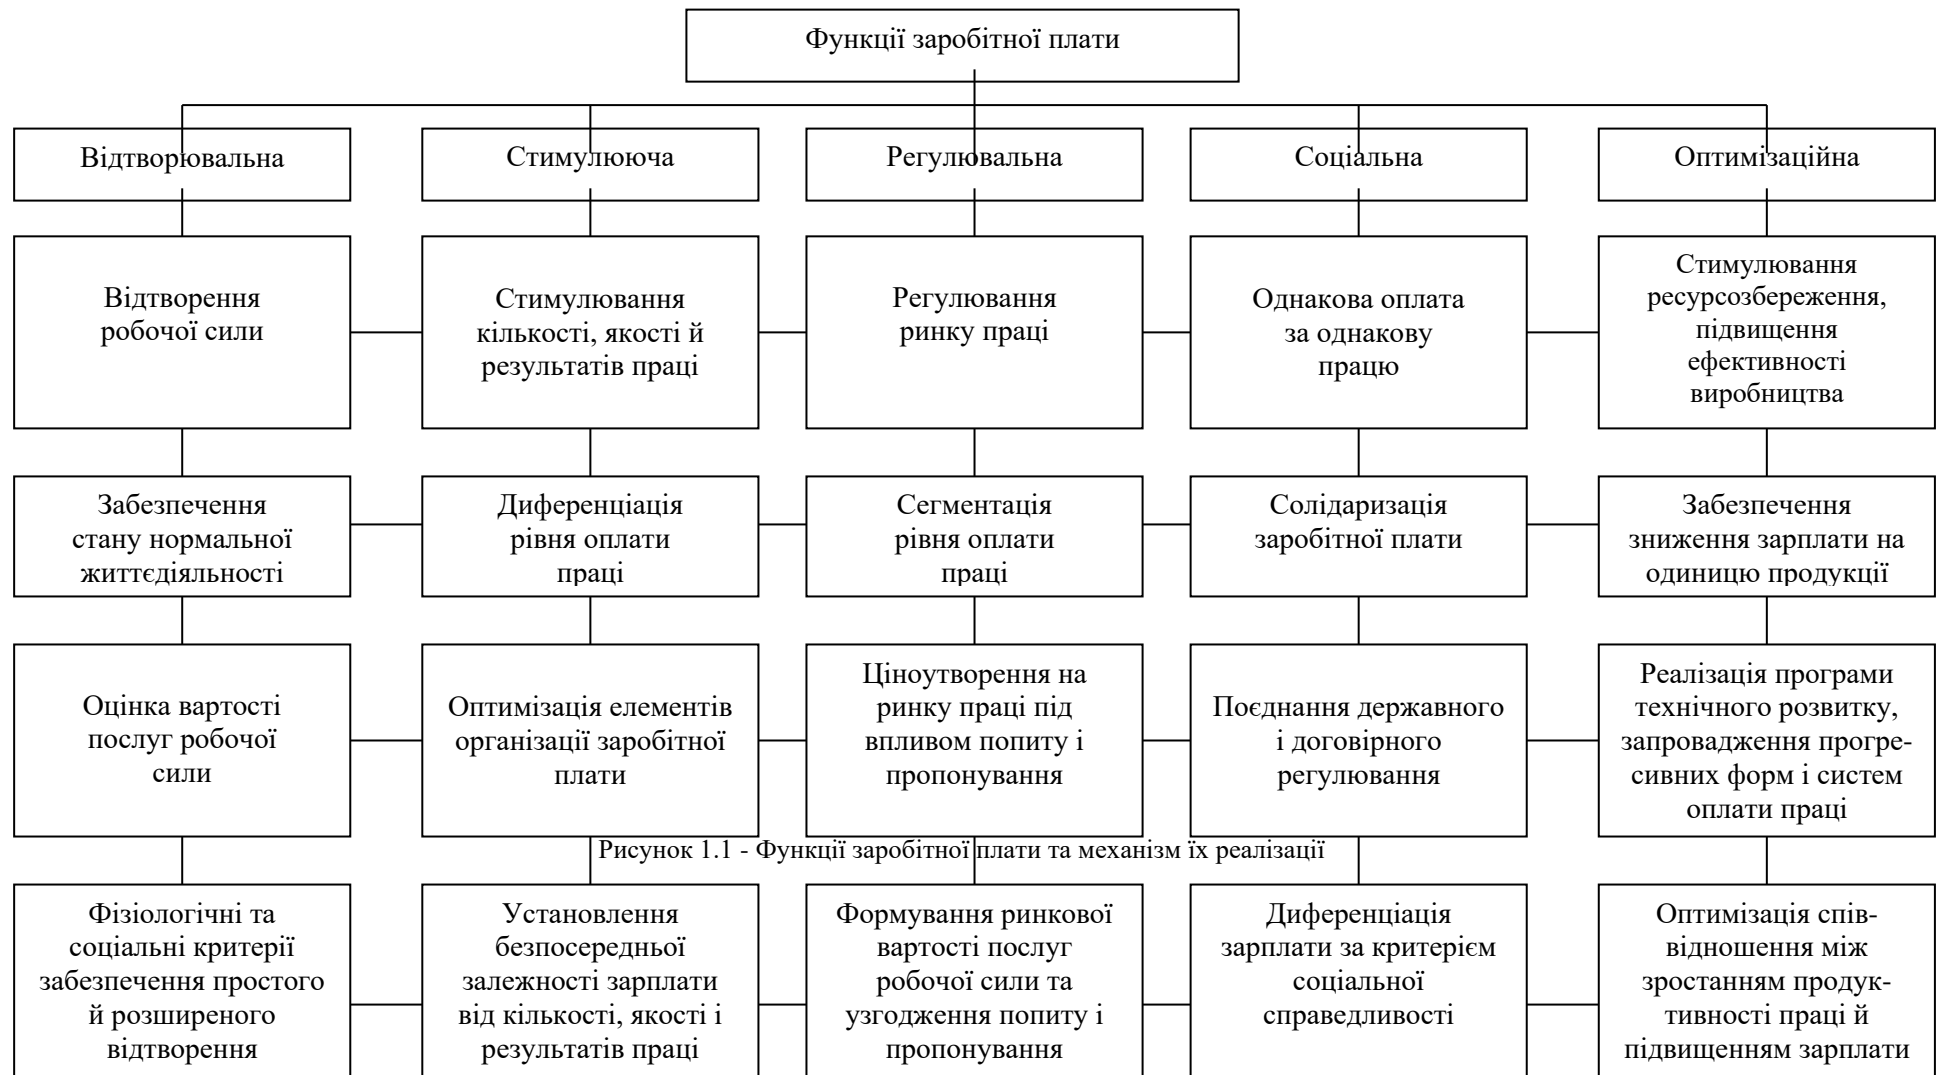 Функції заробітної плати
Відтворювальна
Стимулююча
Регулювальна
Соціальна
Оптимізаційна
Відтворення
робочої сили
Стимулювання
кількості, якості й
результатів праці
Регулювання
ринку праці
Однакова оплата
за однакову
працю
Стимулювання
ресурсозбереження,
підвищення
ефективності
виробництва
Забезпечення
стану нормальної
життєдіяльності
Диференціація
рівня оплати
праці
Сегментація
рівня оплати
праці
Солідаризація
заробітної плати
Забезпечення
зниження зарплати на
одиницю продукції
Оцінка вартості
послуг робочої
сили
Оптимізація елементів
організації заробітної
плати
Ціноутворення на
ринку праці під
впливом попиту і
пропонування
Поєднання державного
і договірного
регулювання
Реалізація програми
технічного розвитку,
запровадження прогре-
сивних форм і систем
оплати праці
Рисунок 1.1 - Функції заробітної плати та механізм їх реалізації
Фізіологічні та
соціальні критерії
забезпечення простого
й розширеного
відтворення
Установлення
безпосередньої
залежності зарплати
від кількості, якості і
результатів праці
Формування ринкової
вартості послуг
робочої сили та
узгодження попиту і
пропонування
Диференціація
зарплати за критерієм
соціальної
справедливості
Оптимізація спів-
відношення між
зростанням продук-
тивності праці й
підвищенням зарплати